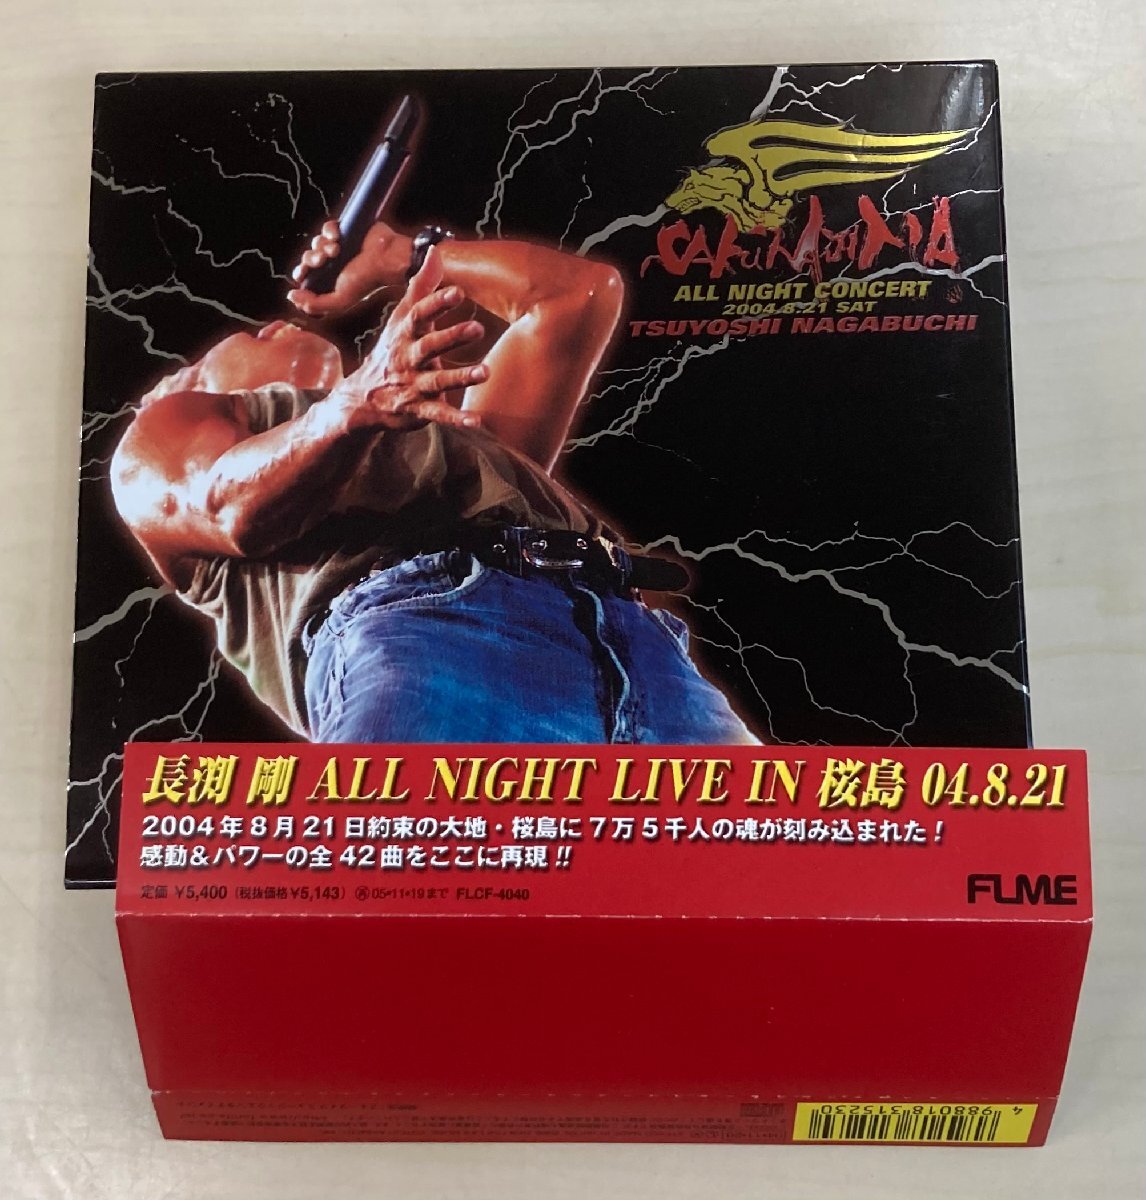 SAKURAJIMA
ALL NIGHT CONCERT
2004.8.21 SAT
TSUYOSHI NAGABUCHI
長渕 剛 ALL NIGHT LIVE IN 桜島 04.8.21
2004年8月21日約束の大地・桜島に7万5千人の魂が刻み込まれた!
感動&パワーの全42曲をここに再現!!
定価 ¥5,400 (税抜価格¥5,143) 再05・11・19まで FLCF-4040
FLME
4988018315230